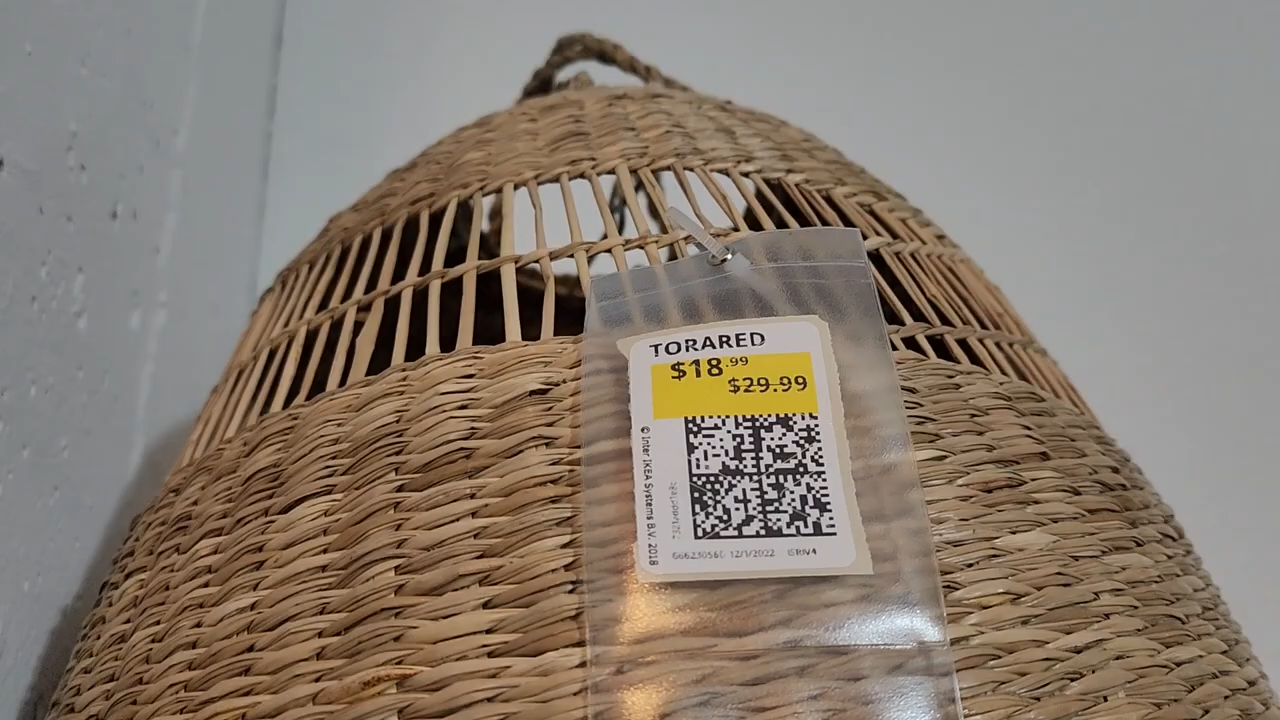 TORARED
$18.99
$29.99
© Inter IKEA Systems B.V. 2018
12/1/2022